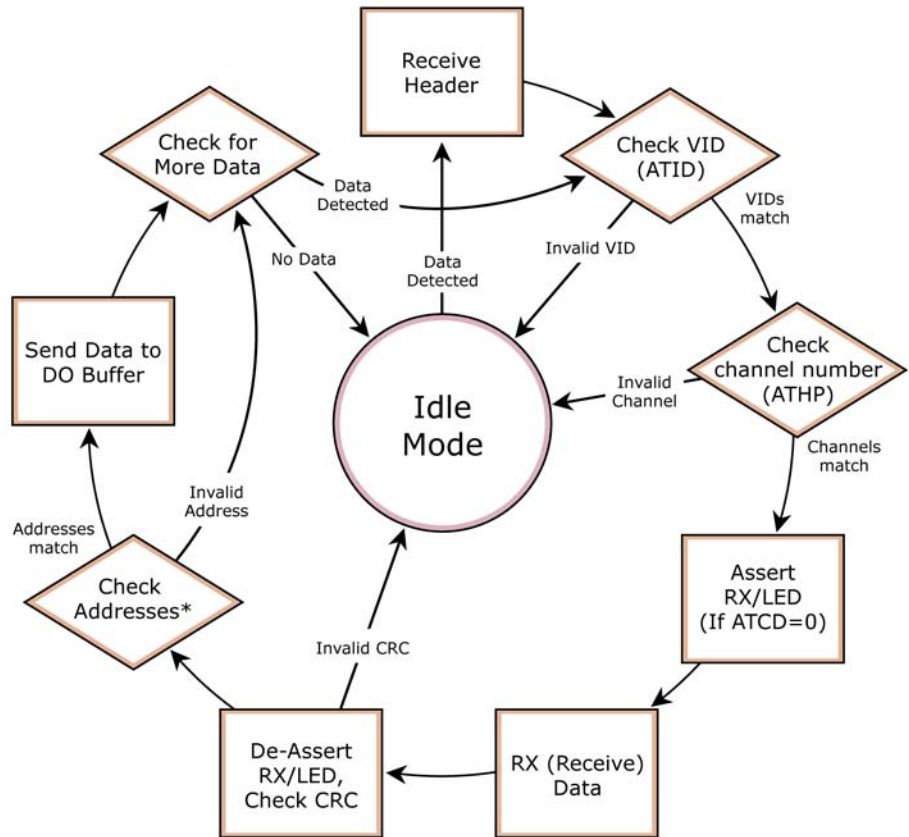 Receive
Header
Check for
More Data
Check VID
(ATID)
Data
Detected
VIDs
match
No Data
Data
Detected
Invalid VID
Send Data to
DO Buffer
Check
channel number
(ATHP)
Invalid
Channel
Idle
Mode
Channels
match
Invalid
Address
Addresses
match
Check
Addresses*
Assert
RX/LED
(If ATCD=0)
Invalid CRC
De-Assert
RX/LED,
Check CRC
RX (Receive)
Data